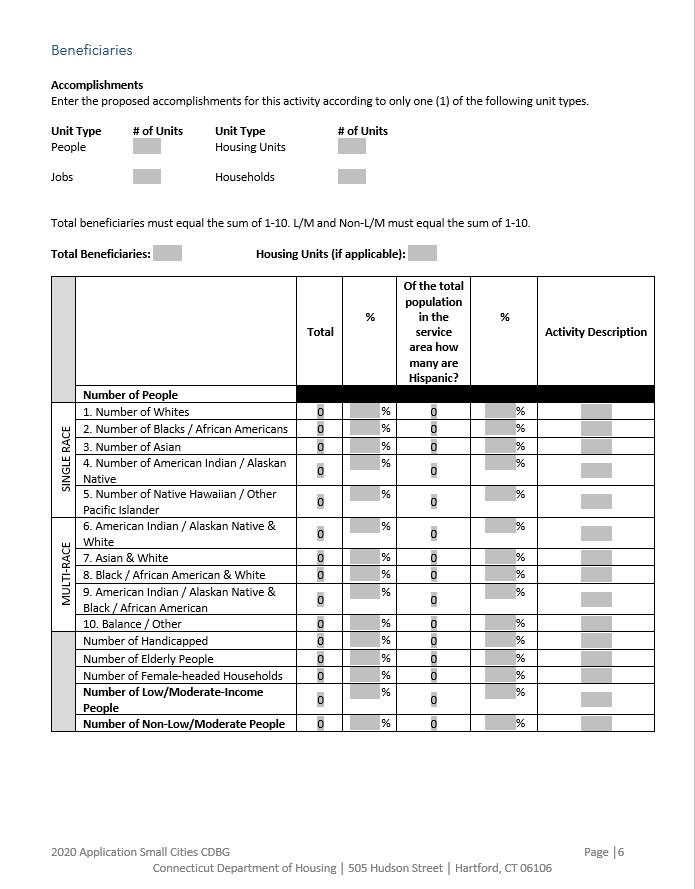 Beneficiaries
Accomplishments
Enter the proposed accomplishments for this activity according to only one (1) of the following unit types.
Unit Type # of Units Unit Type # of Units
People Housing Units
Jobs Households
Total beneficiaries must equal the sum of 1-10. L/M and Non-L/M must equal the sum of 1-10.
Total Beneficiaries: Housing Units (if applicable):
Total
%
Of the total
population
in the
service
area how
many are
Hispanic?
%
Activity Description
Number of People
SINGLE RACE
1. Number of Whites 0 % 0 %
2. Number of Blacks / African Americans 0 % 0 %
3. Number of Asian 0 % 0 %
4. Number of American Indian / Alaskan
Native 0 % 0 %
5. Number of Native Hawaiian / Other
Pacific Islander 0 % 0 %
MULTI-RACE
6. American Indian / Alaskan Native &
White 0 % 0 %
7. Asian & White 0 % 0 %
8. Black / African American & White 0 % 0 %
9. American Indian / Alaskan Native &
Black / African American 0 % 0 %
10. Balance / Other 0 % 0 %
Number of Handicapped 0 % 0 %
Number of Elderly People 0 % 0 %
Number of Female-headed Households 0 % 0 %
Number of Low/Moderate-Income
People 0 % 0 %
Number of Non-Low/Moderate People 0 % 0 %
2020 Application Small Cities CDBG Page |6
Connecticut Department of Housing | 505 Hudson Street | Hartford, CT 06106